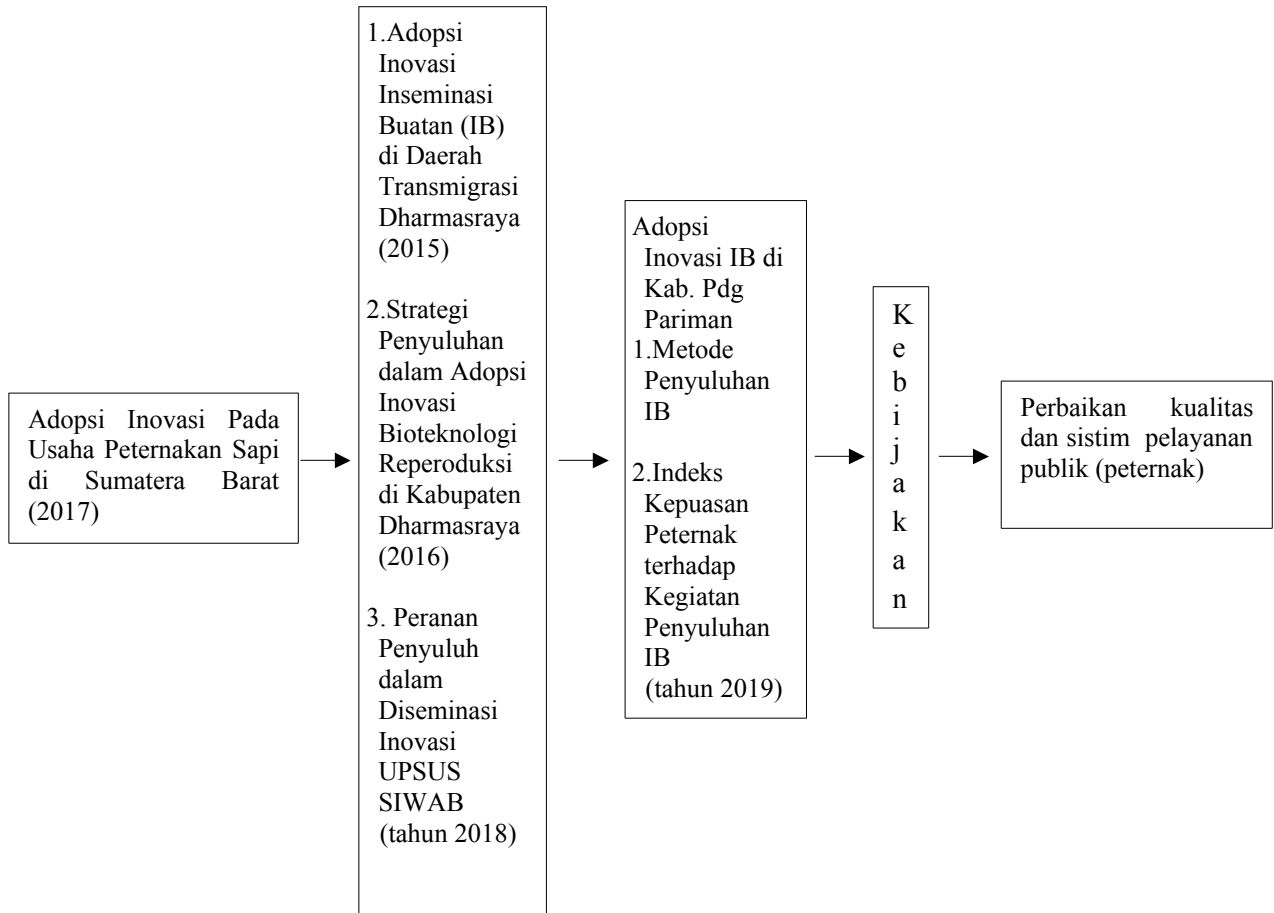 Adopsi Inovasi Pada
Usaha Peternakan Sapi
di Sumatera Barat
(2017)
1.Adopsi
Inovasi
Inseminasi
Buatan (IB)
di Daerah
Transmigrasi
Dharmasraya
(2015)
2.Strategi
Penyuluhan
dalam Adopsi
Inovasi
Bioteknologi
Reperoduksi
di Kabupaten
Dharmasraya
(2016)
3. Peranan
Penyuluh
dalam
Diseminasi
Inovasi
UPSUS
SIWAB
(tahun 2018)
Adopsi
Inovasi IB di
Kab. Pdg
Pariman
1.Metode
Penyuluhan
IB
2.Indeks
Kepuasan
Peternak
terhadap
Kegiatan
Penyuluhan
IB
(tahun 2019)
K
e
b
i
j
a
k
a
n
Perbaikan kualitas
dan sistim pelayanan
publik (peternak)